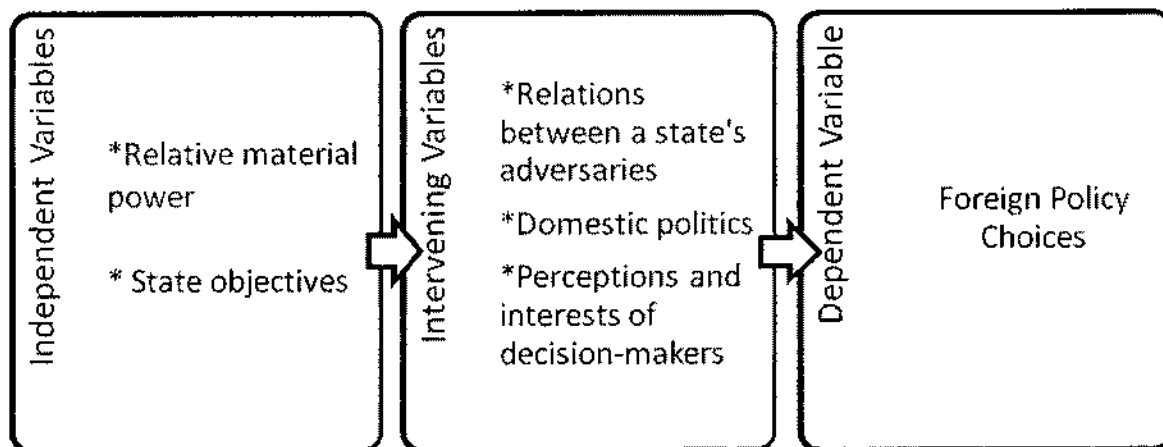 Independent Variables
*Relative material
power
* State objectives
Intervening Variables
*Relations
between a state's
adversaries
*Domestic politics
*Perceptions and
interests of
decision-makers
Dependent Variable
Foreign Policy
Choices